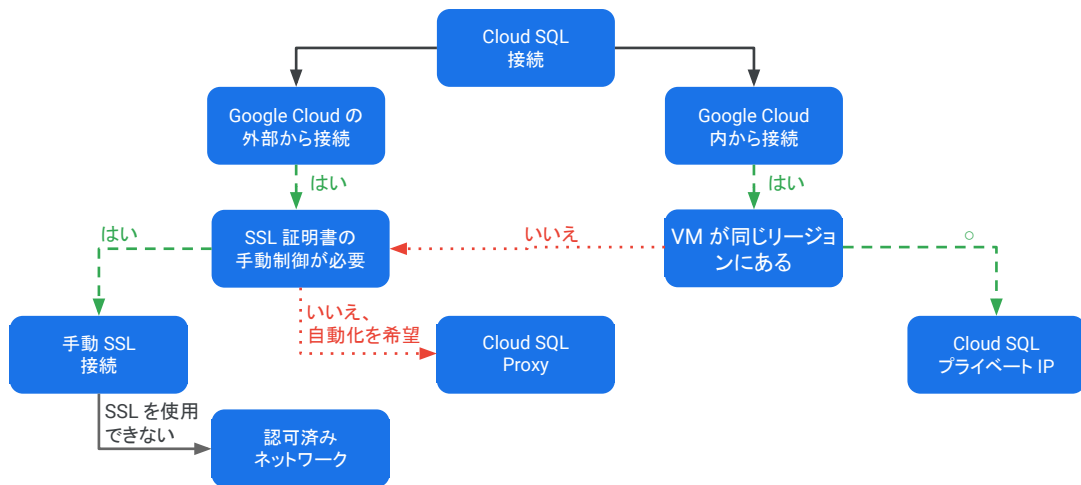 Cloud SQL
接続
Google Cloud の
外部から接続
Google Cloud
内から接続
はい
はい
はい
SSL 証明書の
手動制御が必要
いいえ
VM が同じリージョ
ンにある
○
いいえ、
自動化を希望
手動 SSL
接続
Cloud SQL
Proxy
Cloud SQL
プライベート IP
SSL を使用
できない
認可済み
ネットワーク